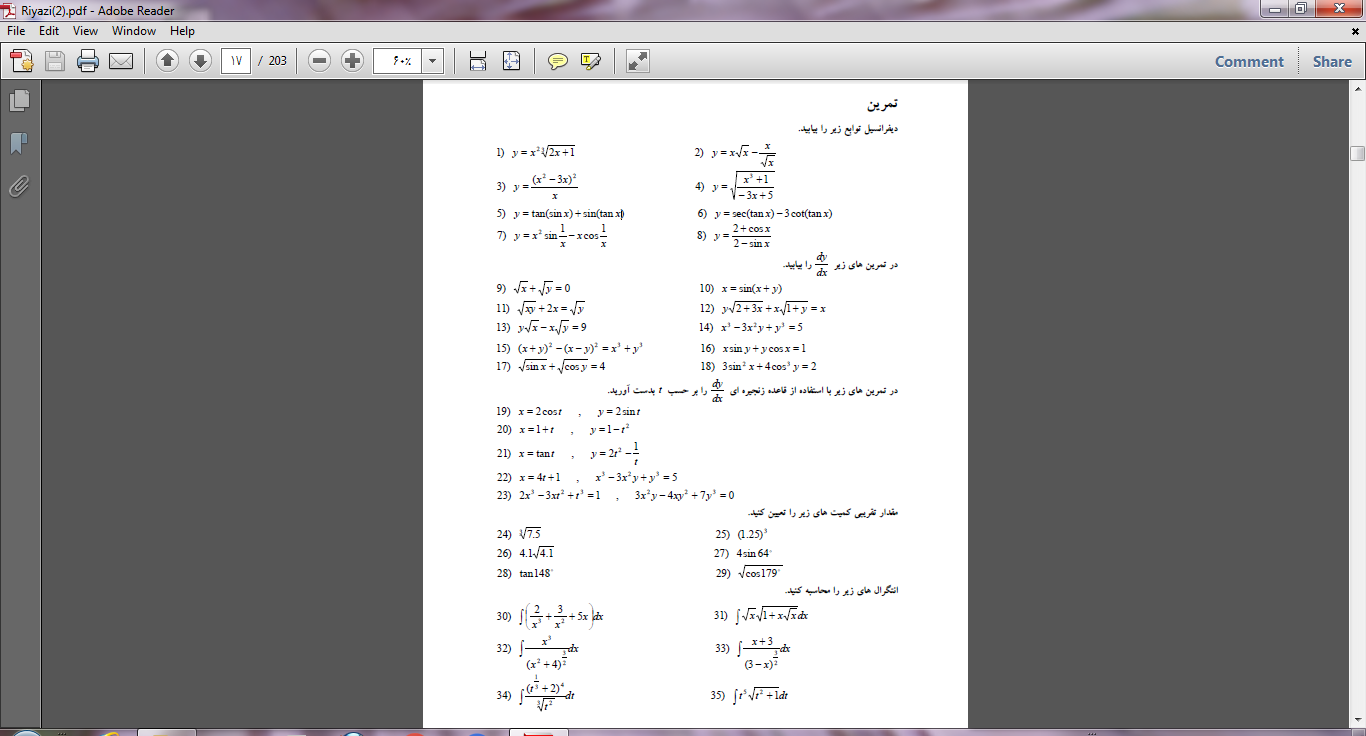 Riyazi(2).pdf - Adobe Reader
File Edit View Window Help
۱۷ / 203 ۶۰% Comment Share
تمرین
دیفرانسیل توابع زیر را بیابید.
1) y = x²∛(2x+1) 2) y = x√x − x/√x
3) y = (x² − 3x)²/x 4) y = √((x³ + 1)/(−3x + 5))
5) y = tan(sin x) + sin(tan x) 6) y = sec(tan x) − 3cot(tan x)
7) y = x² sin 1/x − x cos 1/x 8) y = (2 + cos x)/(2 − sin x)
در تمرین های زیر dy/dx را بیابید.
9) √x + √y = 0 10) x = sin(x + y)
11) √(xy) + 2x = √y 12) y√(2 + 3x) + x√(1 + y) = x
13) y√x − x√y = 9 14) x³ − 3x²y + y³ = 5
15) (x + y)² − (x − y)² = x³ + y³ 16) x sin y + y cos x = 1
17) √(sin x) + √(cos y) = 4 18) 3sin² x + 4cos³ y = 2
در تمرین های زیر با استفاده از قاعده زنجیره ای dy/dx را بر حسب t بدست آورید.
19) x = 2cos t , y = 2sin t
20) x = 1 + t , y = 1 − t²
21) x = tan t , y = 2t² − 1/t
22) x = 4t + 1 , x³ − 3x²y + y³ = 5
23) 2x³ − 3xt² + t³ = 1 , 3x²y − 4xy² + 7y³ = 0
مقدار تقریبی کمیت های زیر را تعیین کنید.
24) ∛7.5 25) (1.25)³
26) 4.1√4.1 27) 4sin 64°
28) tan148° 29) √(cos179°)
انتگرال های زیر را محاسبه کنید.
30) ∫(2/x³ + 3/x² + 5x)dx 31) ∫√x√(1 + x√x)dx
32) ∫x³/(x² + 4)^(3/2) dx 33) ∫(x + 3)/(3 − x)^(3/2) dx
34) ∫(t^(1/3) + 2)⁴/∛(t²) dt 35) ∫t⁵√(t² + 1)dt